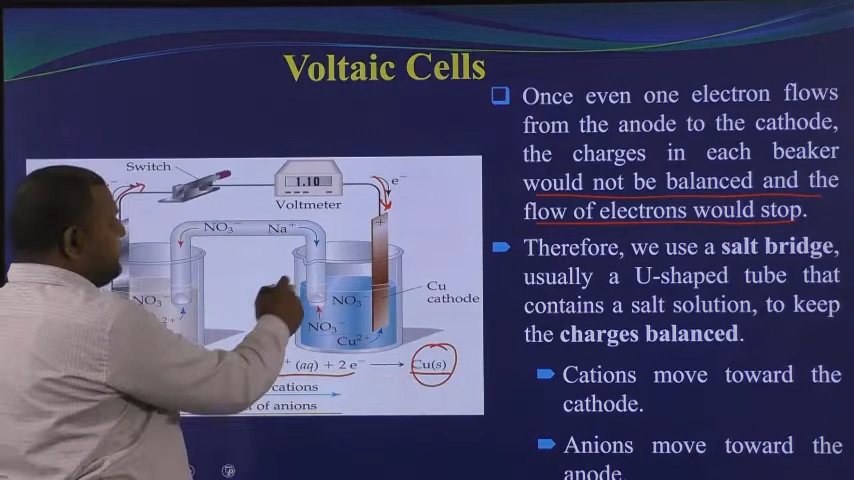 Voltaic Cells
Once even one electron flows
from the anode to the cathode,
the charges in each beaker
would not be balanced and the
flow of electrons would stop.
Therefore, we use a salt bridge,
usually a U-shaped tube that
contains a salt solution, to keep
the charges balanced.
Cations move toward the
cathode.
Anions move toward the
anode.
Switch
e⁻
1.10
Voltmeter
+
NO₃⁻ Na⁺
Cu
cathode
NO₃
NO₃⁻
NO₃⁻
2+
Cu²⁺
⁺ (aq) + 2 e⁻ → Cu(s)
cations
of anions